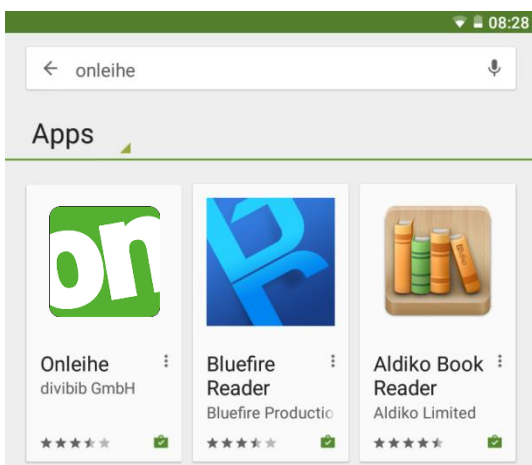 08:28
onleihe
Apps
on
Onleihe
divibib GmbH
Bluefire
Reader
Bluefire Productio
Aldiko Book
Reader
Aldiko Limited